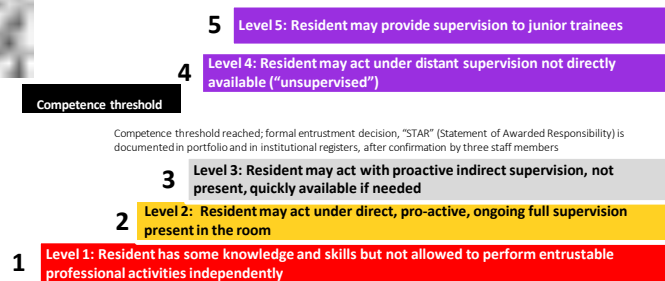 5 Level 5: Resident may provide supervision to junior trainees
Level 4: Resident may act under distant supervision not directly
4 available (“unsupervised”)
Competence threshold
Competence threshold reached; formal entrustment decision, “STAR” (Statement of Awarded Responsibility) is
documented in portfolio and in institutional registers, after confirmation by three staff members
3 Level 3: Resident may act with proactive indirect supervision, not
present, quickly available if needed
2 Level 2: Resident may act under direct, pro-active, ongoing full supervision
present in the room
1 Level 1: Resident has some knowledge and skills but not allowed to perform entrustable
professional activities independently